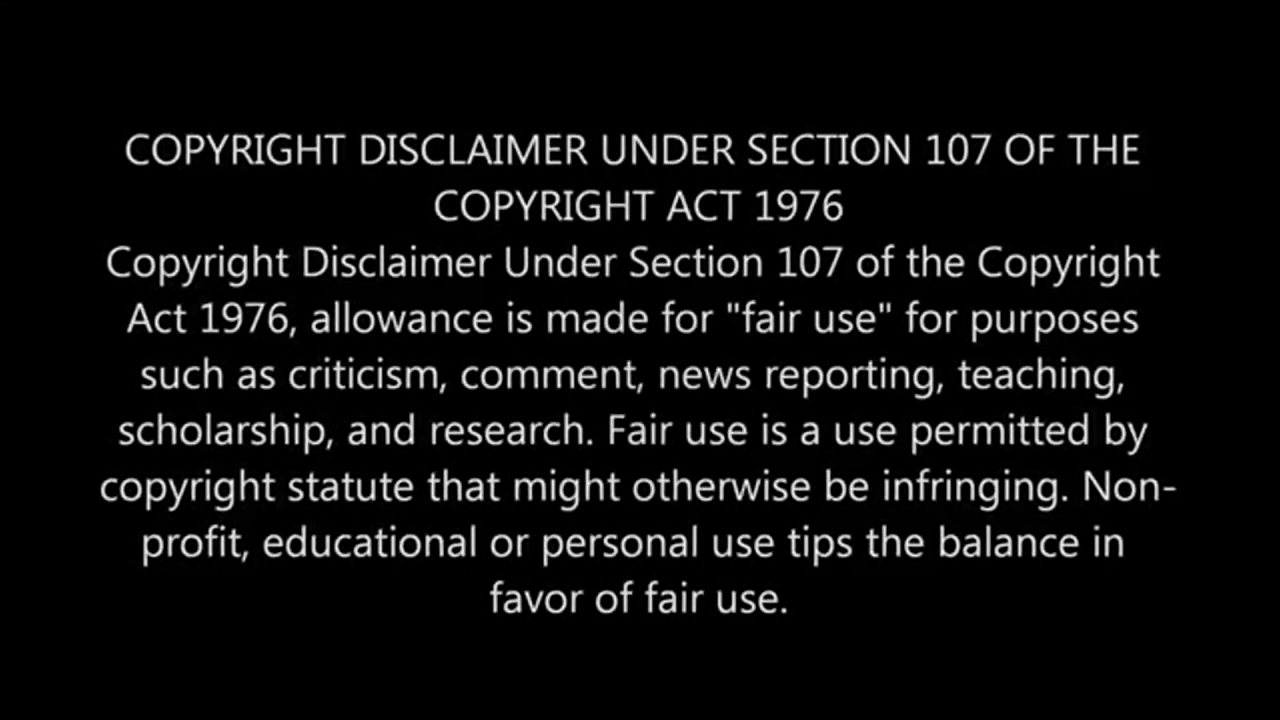 COPYRIGHT DISCLAIMER UNDER SECTION 107 OF THE
COPYRIGHT ACT 1976
Copyright Disclaimer Under Section 107 of the Copyright
Act 1976, allowance is made for "fair use" for purposes
such as criticism, comment, news reporting, teaching,
scholarship, and research. Fair use is a use permitted by
copyright statute that might otherwise be infringing. Non-
profit, educational or personal use tips the balance in
favor of fair use.